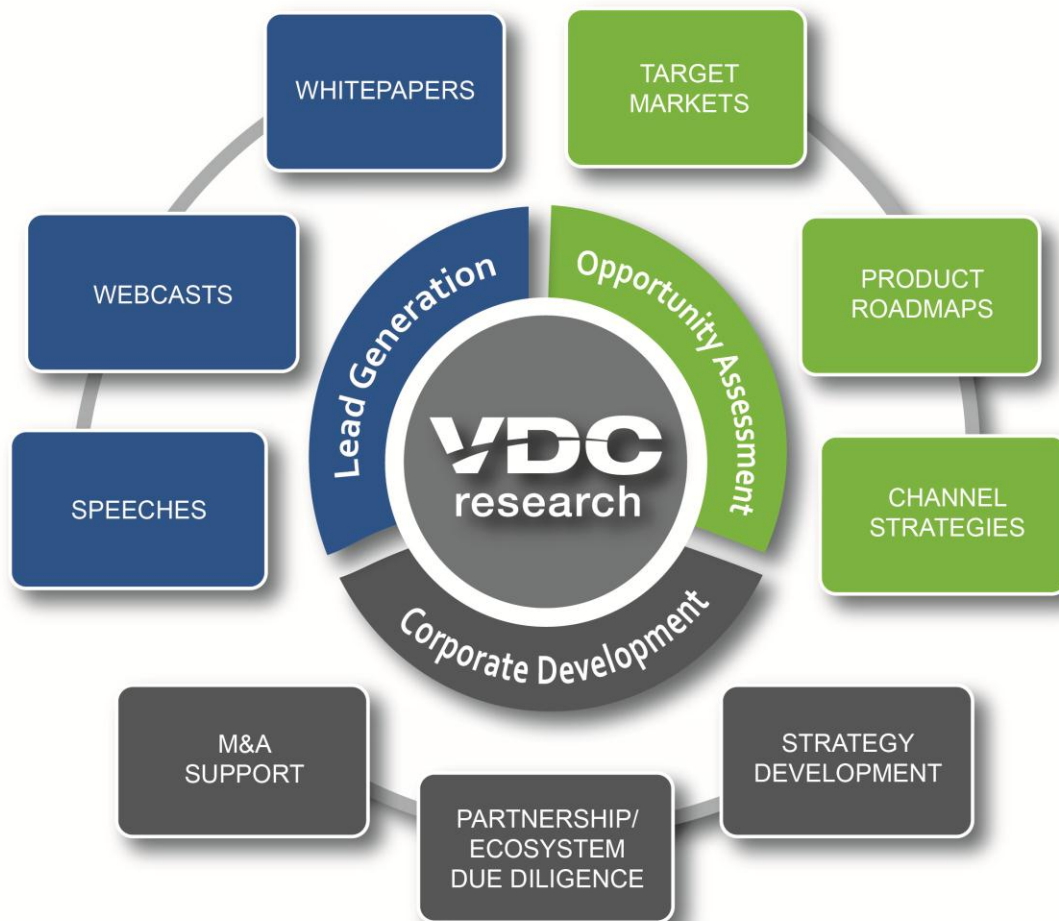 WHITEPAPERS
TARGET
MARKETS
WEBCASTS
PRODUCT
ROADMAPS
SPEECHES
CHANNEL
STRATEGIES
Lead Generation
Opportunity Assessment
VDC
research
Corporate Development
M&A
SUPPORT
PARTNERSHIP/
ECOSYSTEM
DUE DILIGENCE
STRATEGY
DEVELOPMENT